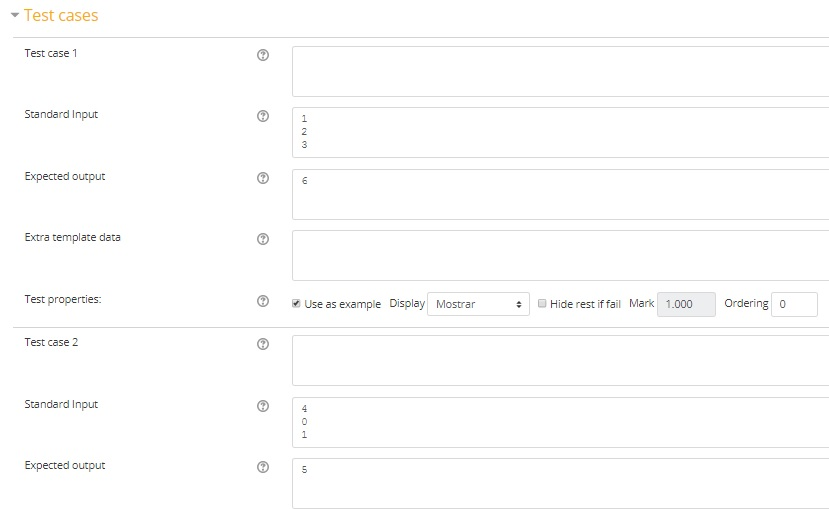 Test cases
Test case 1
Standard Input
1
2
3
Expected output
6
Extra template data
Test properties:
Use as example Display Mostrar Hide rest if fail Mark 1.000 Ordering 0
Test case 2
Standard Input
4
0
1
Expected output
5